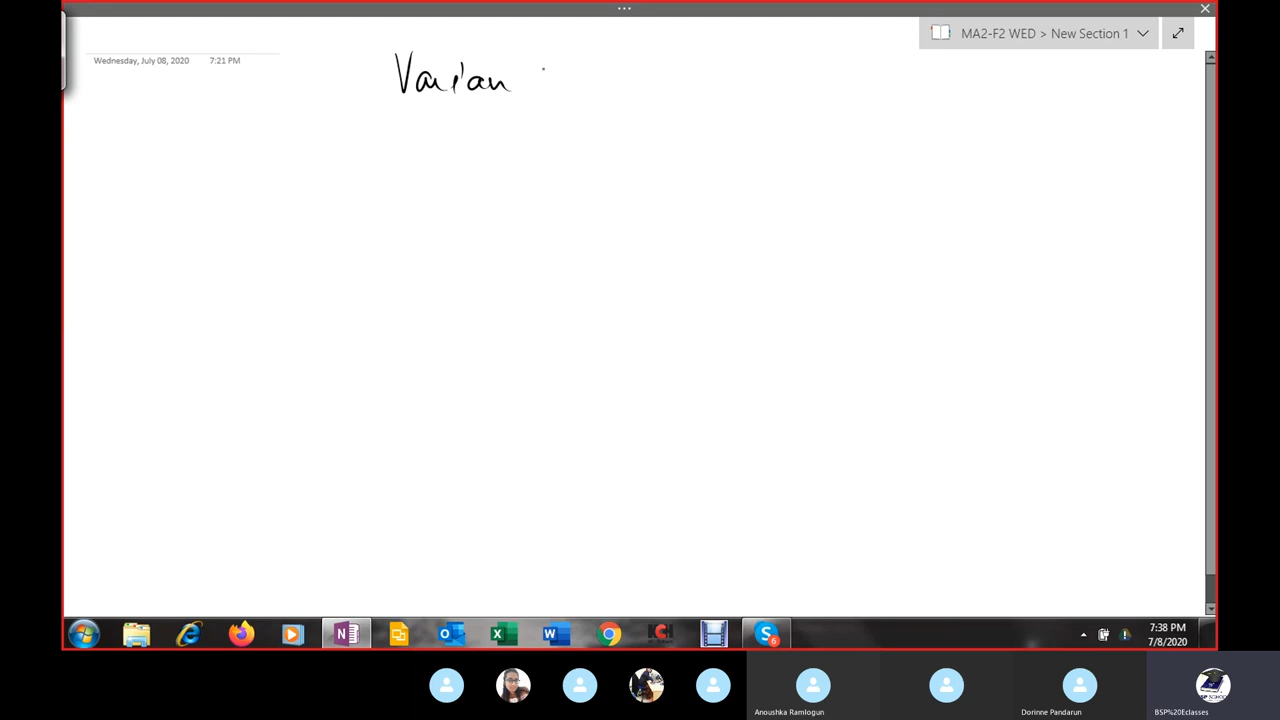 MA2-F2 WED > New Section 1
Wednesday, July 08, 2020 7:21 PM
Varian
7:38 PM
7/8/2020
6
Anoushka Ramlogun
Dorinne Pandarun
BSP%20Eclasses